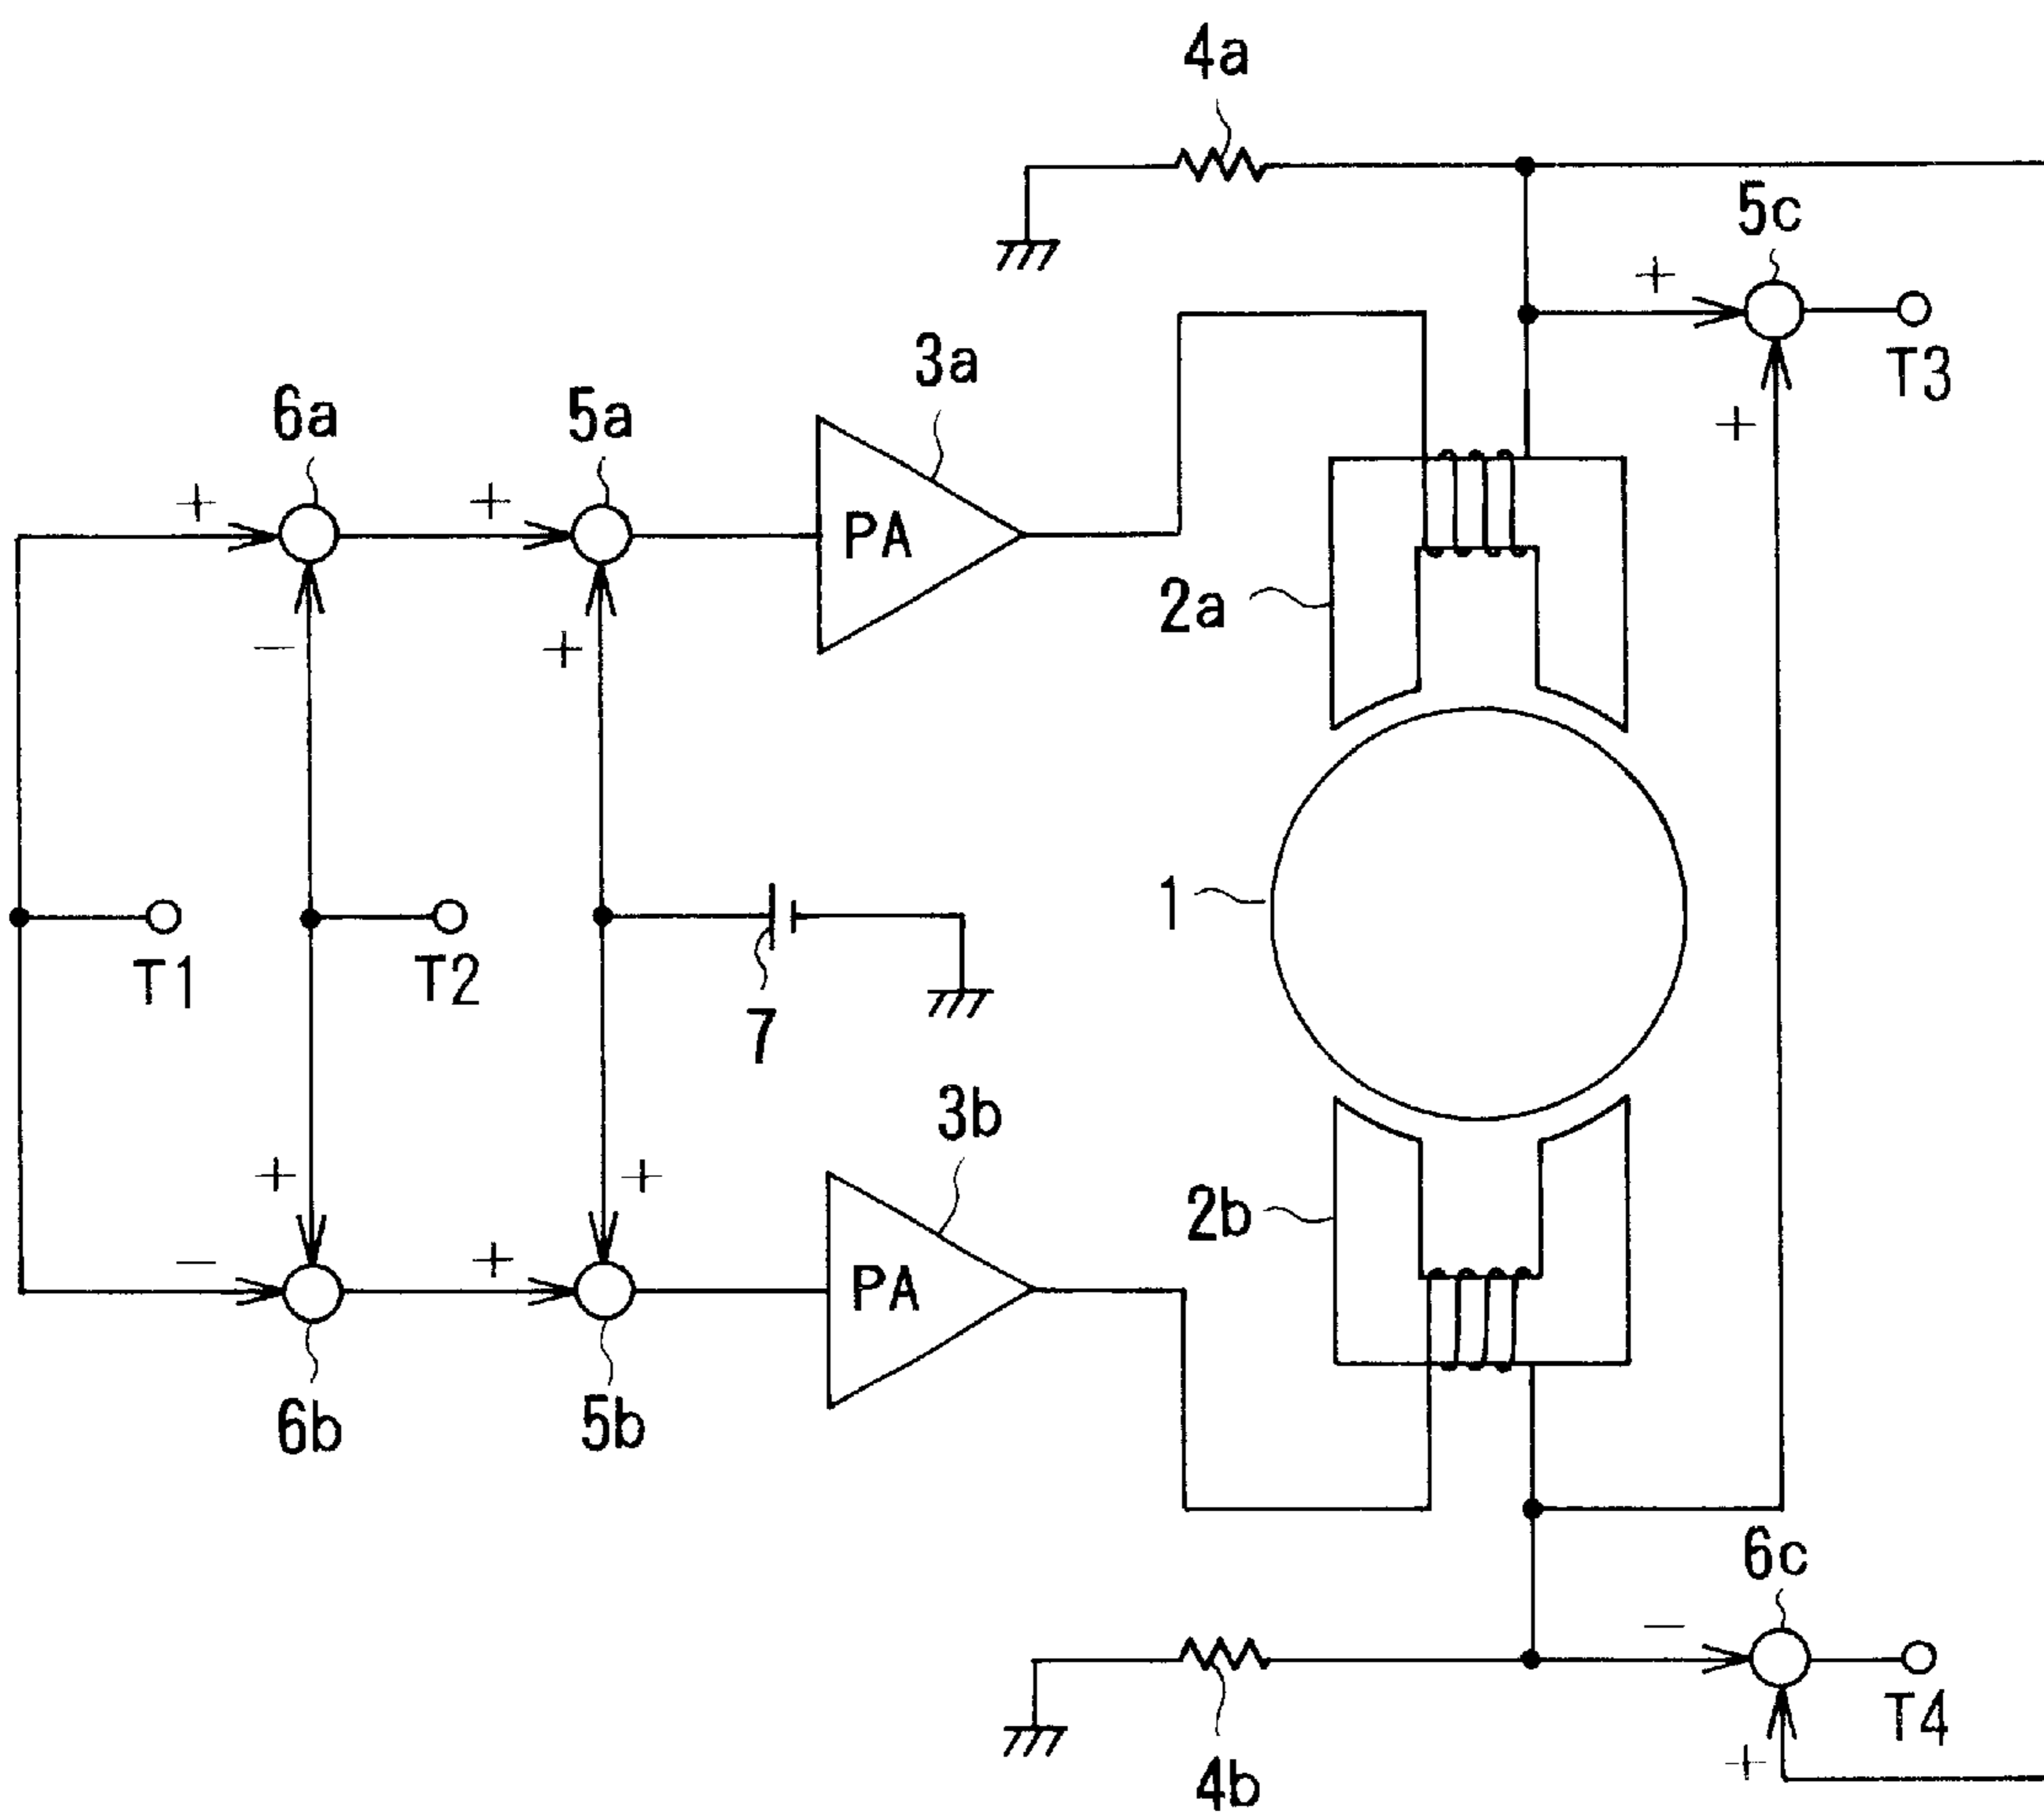 4a
5c
+
T3
3a
6a
5a
+
+
+
PA
2a
−
+
1
T1
T2
7
3b
+
+
2b
−
+
PA
6b
5b
6c
−
T4
+
4b